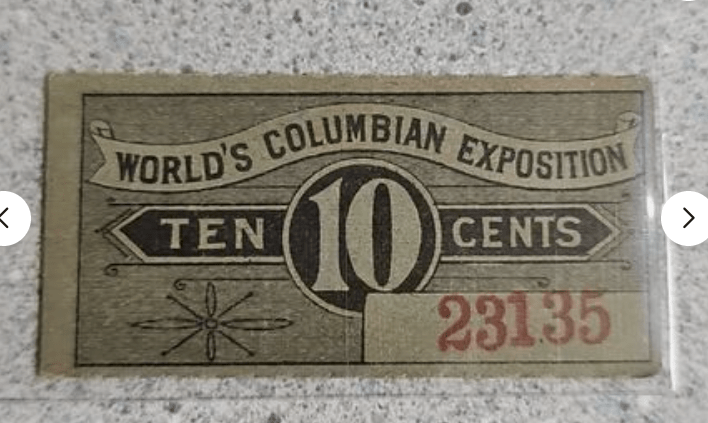 WORLD'S COLUMBIAN EXPOSITION
TEN 10 CENTS
23135